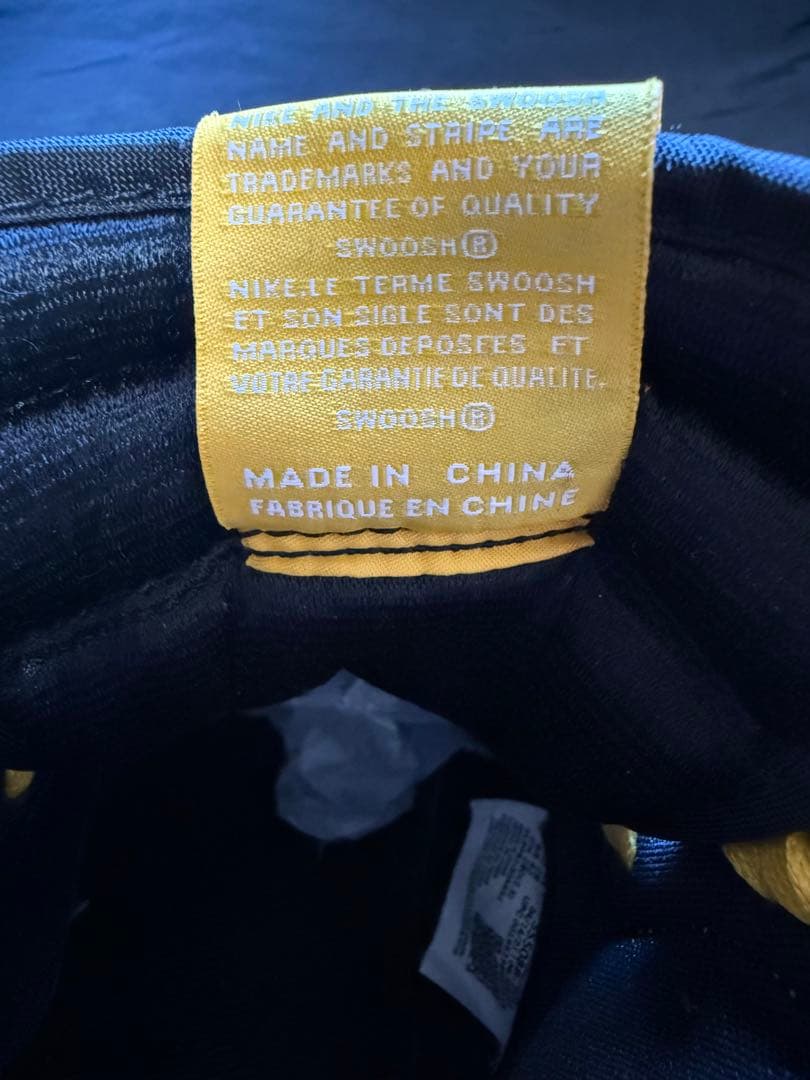 NIKE AND THE SWOOSH
NAME AND STRIPE ARE
TRADEMARKS AND YOUR
GUARANTEE OF QUALITY
SWOOSH®
NIKE.LE TERME SWOOSH
ET SON SIGLE SONT DES
MARQUES DEPOSEES ET
VOTRE GARANTIE DE QUALITE.
SWOOSH®
MADE IN CHINA
FABRIQUE EN CHINE